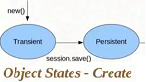 new()
Transient
Persistent
session.save()
Object States - Create